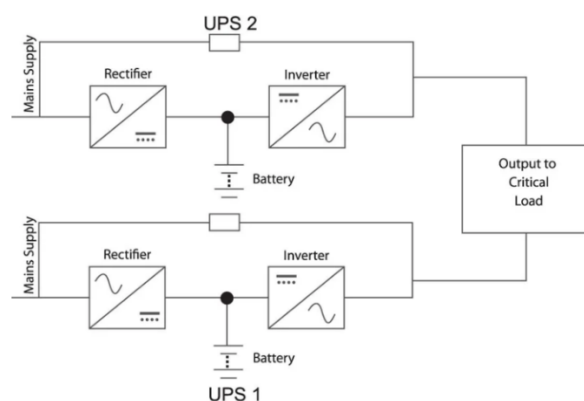 UPS 2
Mains Supply
Rectifier
Inverter
Battery
Output to
Critical
Load
Mains Supply
Rectifier
Inverter
Battery
UPS 1